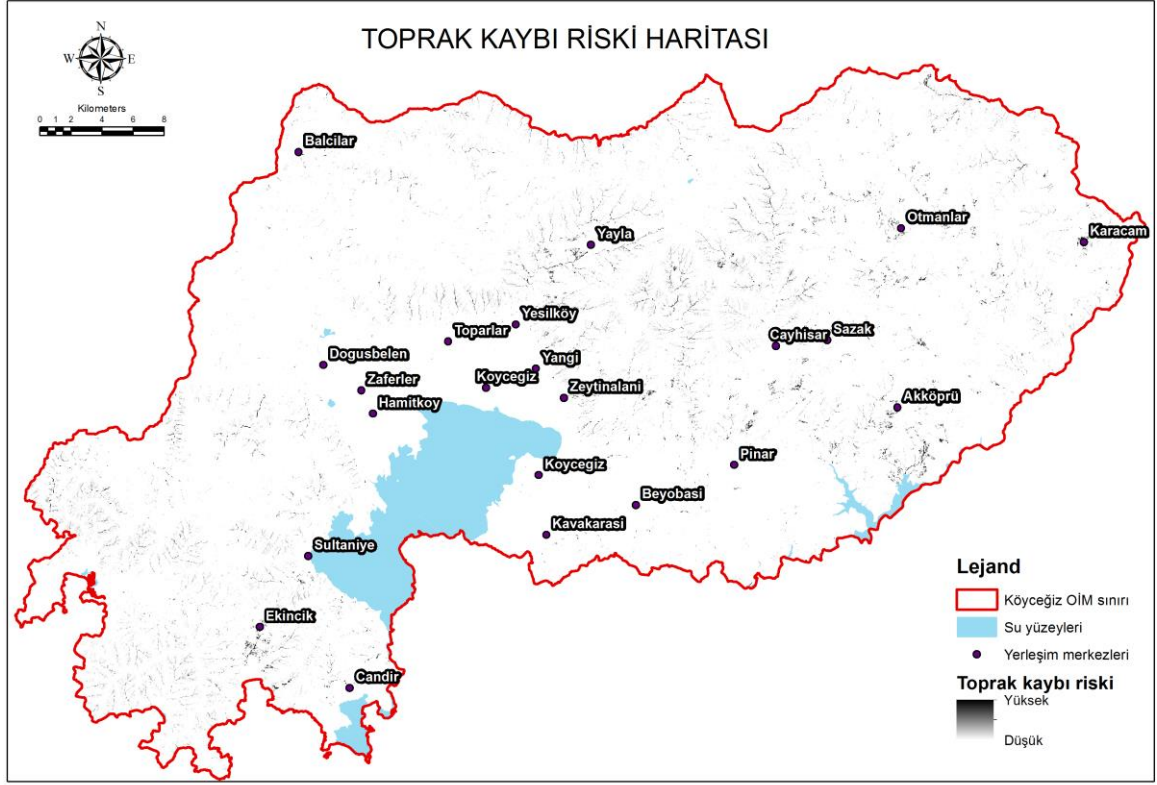 TOPRAK KAYBI RİSKİ HARİTASI
N
W E
S
Kilometers
0 1 2 4 6 8
Balcilar
Otmanlar
Karacam
Yayla
Yesilköy
Toparlar
Cayhisar
Sazak
Dogusbelen
Yangi
Koycegiz
Zaferler
Zeytinalani
Hamitkoy
Akköprü
Pinar
Koycegiz
Beyobasi
Kavakarasi
Sultaniye
Ekincik
Candir
Lejand
Köyceğiz OİM sınırı
Su yüzeyleri
Yerleşim merkezleri
Toprak kaybı riski
Yüksek
Düşük